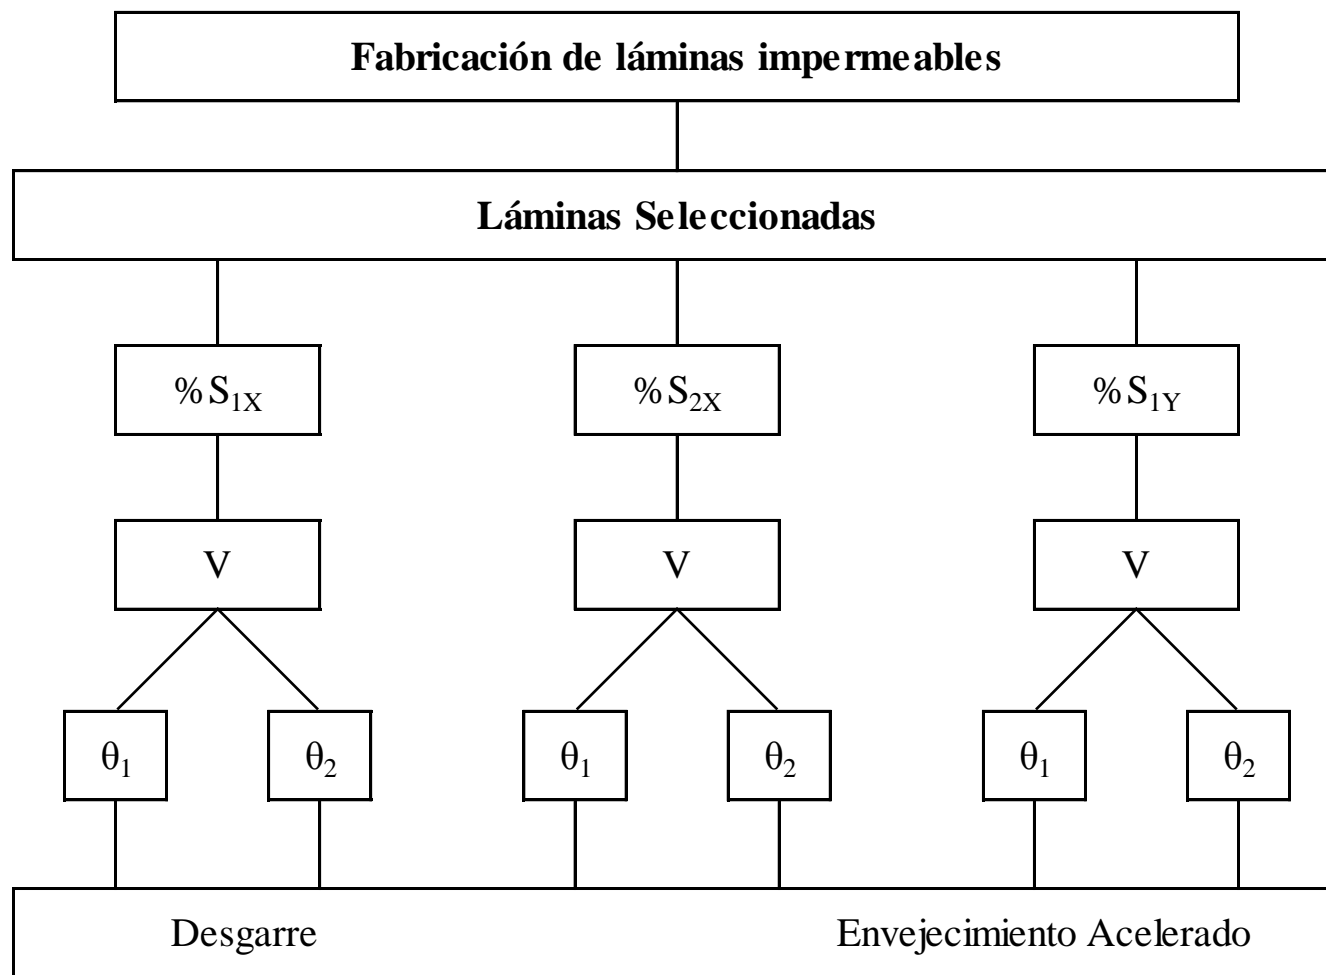 Fabricación de láminas impermeables
Láminas Seleccionadas
%S₁X %S₂X %S₁Y
V V V
θ₁ θ₂ θ₁ θ₂ θ₁ θ₂
Desgarre Envejecimiento Acelerado